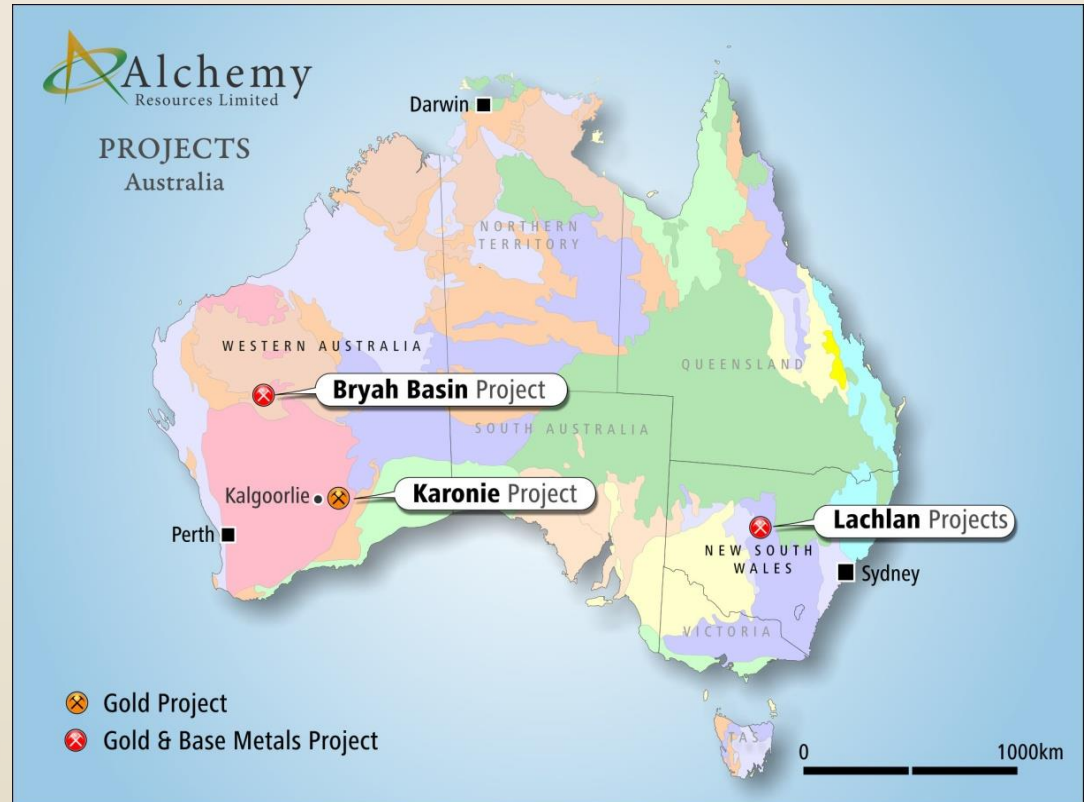 Alchemy
Resources Limited
PROJECTS
Australia
Darwin
NORTHERN
TERRITORY
WESTERN AUSTRALIA
QUEENSLAND
Bryah Basin Project
SOUTH AUSTRALIA
Kalgoorlie
Karonie Project
Perth
Lachlan Projects
NEW SOUTH
WALES
Sydney
VICTORIA
Gold Project
Gold & Base Metals Project
TAS
0 1000km